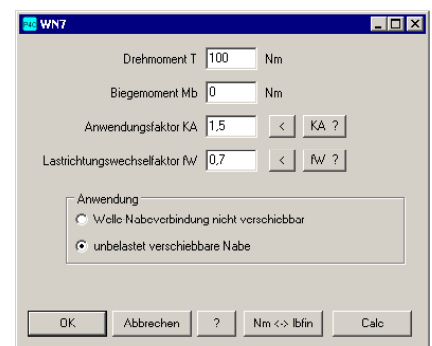 P4C WN7
Drehmoment T 100 Nm
Biegemoment Mb 0 Nm
Anwendungsfaktor KA 1,5 < KA ?
Lastrichtungswechselfaktor fW 0,7 < fW ?
Anwendung
Welle-Nabeverbindung nicht verschiebbar
unbelastet verschiebbare Nabe
OK Abbrechen ? Nm <-> lbfin Calc